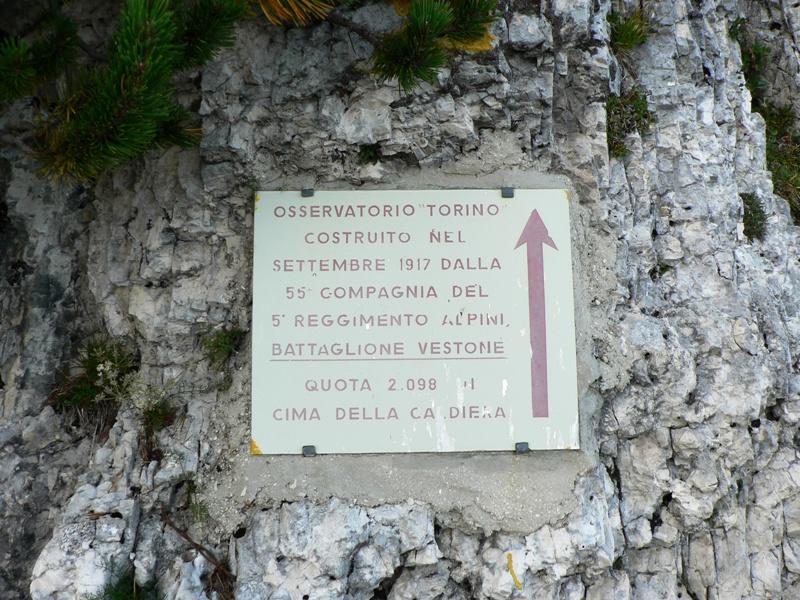 OSSERVATORIO "TORINO"
COSTRUITO NEL
SETTEMBRE 1917 DALLA
55ª COMPAGNIA DEL
5° REGGIMENTO ALPINI,
BATTAGLIONE VESTONE
QUOTA 2.098 di
CIMA DELLA CALDIERA